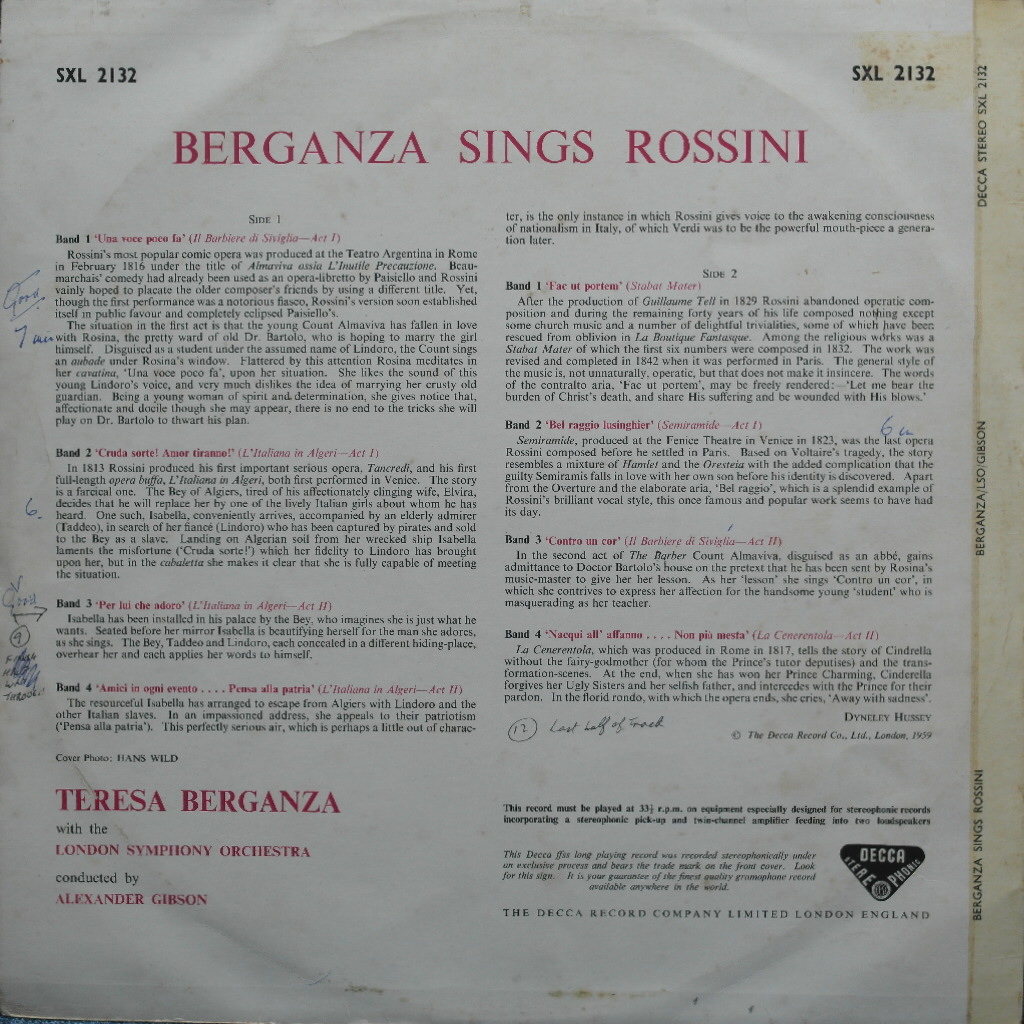 SXL 2132
SXL 2132
BERGANZA SINGS ROSSINI
SIDE 1
Band 1 ‘Una voce poco fa’ (Il Barbiere di Siviglia—Act I)
Rossini's most popular comic opera was produced at the Teatro Argentina in Rome
in February 1816 under the title of Almaviva ossia L'Inutile Precauzione. Beau-
marchais' comedy had already been used as an opera-libretto by Paisiello and Rossini
vainly hoped to placate the older composer's friends by using a different title. Yet,
though the first performance was a notorious fiasco, Rossini's version soon established
itself in public favour and completely eclipsed Paisiello's.
The situation in the first act is that the young Count Almaviva has fallen in love
with Rosina, the pretty ward of old Dr. Bartolo, who is hoping to marry the girl
himself. Disguised as a student under the assumed name of Lindoro, the Count sings
an aubade under Rosina's window. Flattered by this attention Rosina meditates in
her cavatina, ‘Una voce poco fa’, upon her situation. She likes the sound of this
young Lindoro's voice, and very much dislikes the idea of marrying her crusty old
guardian. Being a young woman of spirit and determination, she gives notice that,
affectionate and docile though she may appear, there is no end to the tricks she will
play on Dr. Bartolo to thwart his plan.
Good
7 min
Band 2 ‘Cruda sorte! Amor tiranno!’ (L'Italiana in Algeri—Act I)
In 1813 Rossini produced his first important serious opera, Tancredi, and his first
full-length opera buffa, L'Italiana in Algeri, both first performed in Venice. The story
is a farcical one. The Bey of Algiers, tired of his affectionately clinging wife, Elvira,
decides that he will replace her by one of the lively Italian girls about whom he has
heard. One such, Isabella, conveniently arrives, accompanied by an elderly admirer
(Taddeo), in search of her fiancé (Lindoro) who has been captured by pirates and sold
to the Bey as a slave. Landing on Algerian soil from her wrecked ship Isabella
laments the misfortune (‘Cruda sorte!’) which her fidelity to Lindoro has brought
upon her, but in the cabaletta she makes it clear that she is fully capable of meeting
the situation.
6.
Band 3 ‘Per lui che adoro’ (L'Italiana in Algeri—Act II)
Isabella has been installed in his palace by the Bey, who imagines she is just what he
wants. Seated before her mirror Isabella is beautifying herself for the man she adores,
as she sings. The Bey, Taddeo and Lindoro, each concealed in a different hiding-place,
overhear her and each applies her words to himself.
Good
9
Band 4 ‘Amici in ogni evento . . . . Pensa alla patria’ (L'Italiana in Algeri—Act II)
The resourceful Isabella has arranged to escape from Algiers with Lindoro and the
other Italian slaves. In an impassioned address, she appeals to their patriotism
(‘Pensa alla patria’). This perfectly serious air, which is perhaps a little out of charac-
ter, is the only instance in which Rossini gives voice to the awakening consciousness
of nationalism in Italy, of which Verdi was to be the powerful mouth-piece a genera-
tion later.
SIDE 2
Band 1 ‘Fac ut portem’ (Stabat Mater)
After the production of Guillaume Tell in 1829 Rossini abandoned operatic com-
position and during the remaining forty years of his life composed nothing except
some church music and a number of delightful trivialities, some of which have been
rescued from oblivion in La Boutique Fantasque. Among the religious works was a
Stabat Mater of which the first six numbers were composed in 1832. The work was
revised and completed in 1842 when it was performed in Paris. The general style of
the music is, not unnaturally, operatic, but that does not make it insincere. The words
of the contralto aria, ‘Fac ut portem’, may be freely rendered:—‘Let me bear the
burden of Christ's death, and share His suffering and be wounded with His blows.’
Band 2 ‘Bel raggio lusinghier’ (Semiramide—Act I)
6 m
Semiramide, produced at the Fenice Theatre in Venice in 1823, was the last opera
Rossini composed before he settled in Paris. Based on Voltaire's tragedy, the story
resembles a mixture of Hamlet and the Oresteia with the added complication that the
guilty Semiramis falls in love with her own son before his identity is discovered. Apart
from the Overture and the elaborate aria, ‘Bel raggio’, which is a splendid example of
Rossini's brilliant vocal style, this once famous and popular work seems to have had
its day.
Band 3 ‘Contro un cor’ (Il Barbiere di Siviglia—Act II)
In the second act of The Barber Count Almaviva, disguised as an abbé, gains
admittance to Doctor Bartolo's house on the pretext that he has been sent by Rosina's
music-master to give her her lesson. As her ‘lesson’ she sings ‘Contro un cor’, in
which she contrives to express her affection for the handsome young ‘student’ who is
masquerading as her teacher.
Band 4 ‘Nacqui all' affanno . . . . Non più mesta’ (La Cenerentola—Act II)
La Cenerentola, which was produced in Rome in 1817, tells the story of Cindrella
without the fairy-godmother (for whom the Prince's tutor deputises) and the trans-
formation-scenes. At the end, when she has won her Prince Charming, Cinderella
forgives her Ugly Sisters and her selfish father, and intercedes with the Prince for their
pardon. In the florid rondo, with which the opera ends, she cries, ‘Away with sadness’.
DYNELEY HUSSEY
12 Last half of Track
© The Decca Record Co., Ltd., London, 1959
Cover Photo: HANS WILD
TERESA BERGANZA
with the
LONDON SYMPHONY ORCHESTRA
conducted by
ALEXANDER GIBSON
This record must be played at 33⅓ r.p.m. on equipment especially designed for stereophonic records
incorporating a stereophonic pick-up and twin-channel amplifier feeding into two loudspeakers
This Decca ffss long playing record was recorded stereophonically under
an exclusive process and bears the trade mark on the front cover. Look
for this sign. It is your guarantee of the finest quality gramophone record
available anywhere in the world.
DECCA
STEREOPHONIC
THE DECCA RECORD COMPANY LIMITED LONDON ENGLAND
DECCA STEREO SXL 2132
BERGANZA/LSO/GIBSON
BERGANZA SINGS ROSSINI